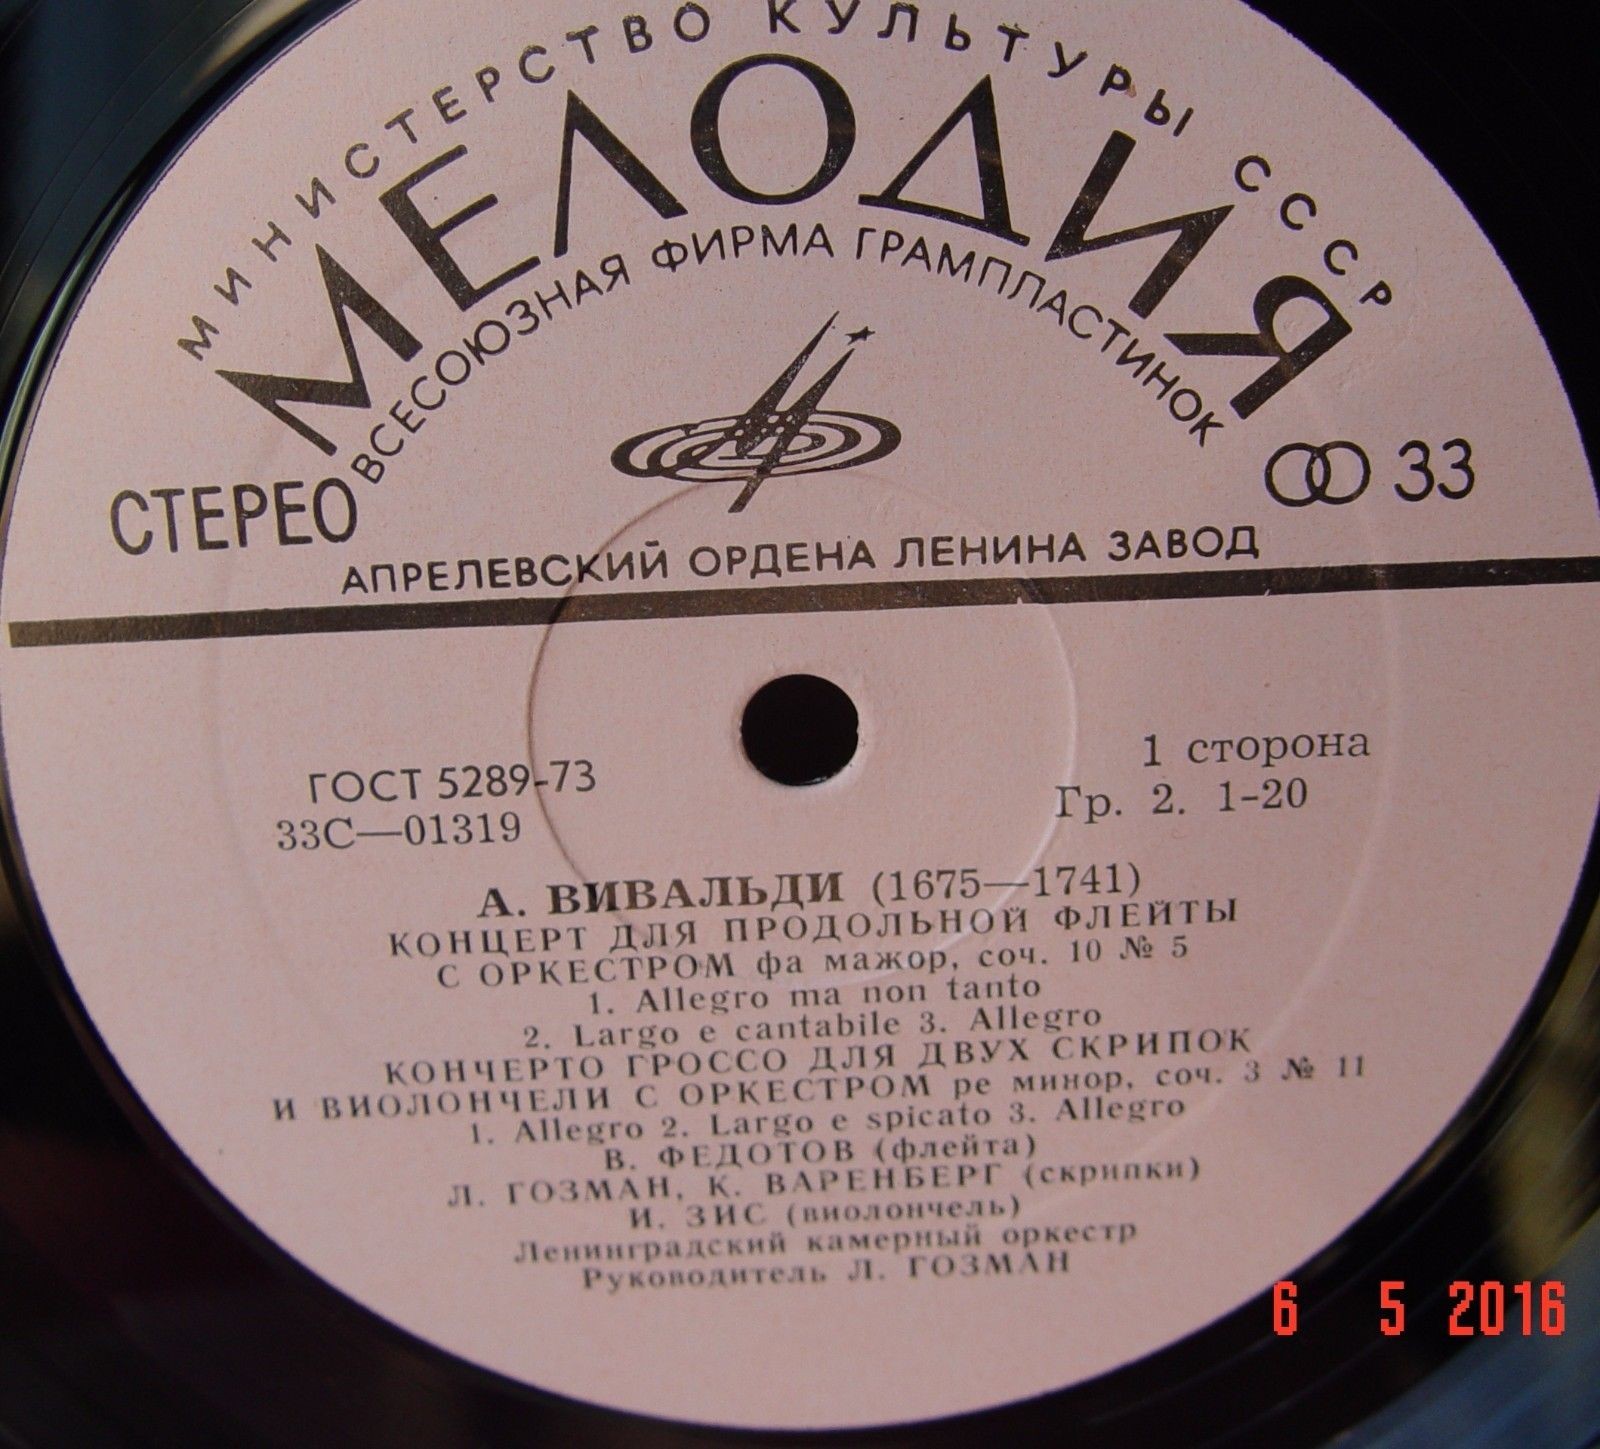 МИНИСТЕРСТВО КУЛЬТУРЫ СССР
МЕЛОДИЯ
ВСЕСОЮЗНАЯ ФИРМА ГРАМПЛАСТИНОК
СТЕРЕО
33
АПРЕЛЕВСКИЙ ОРДЕНА ЛЕНИНА ЗАВОД
ГОСТ 5289-73
33С—01319
1 сторона
Гр. 2. 1-20
А. ВИВАЛЬДИ (1675—1741)
КОНЦЕРТ ДЛЯ ПРОДОЛЬНОЙ ФЛЕЙТЫ
С ОРКЕСТРОМ фа мажор, соч. 10 № 5
1. Allegro ma non tanto
2. Largo e cantabile 3. Allegro
КОНЧЕРТО ГРОССО ДЛЯ ДВУХ СКРИПОК
И ВИОЛОНЧЕЛИ С ОРКЕСТРОМ ре минор, соч. 3 № 11
1. Allegro 2. Largo e spicato 3. Allegro
В. ФЕДОТОВ (флейта)
Л. ГОЗМАН, К. ВАРЕНБЕРГ (скрипки)
И. ЗИС (виолончель)
Ленинградский камерный оркестр
Руководитель Л. ГОЗМАН
6 5 2016